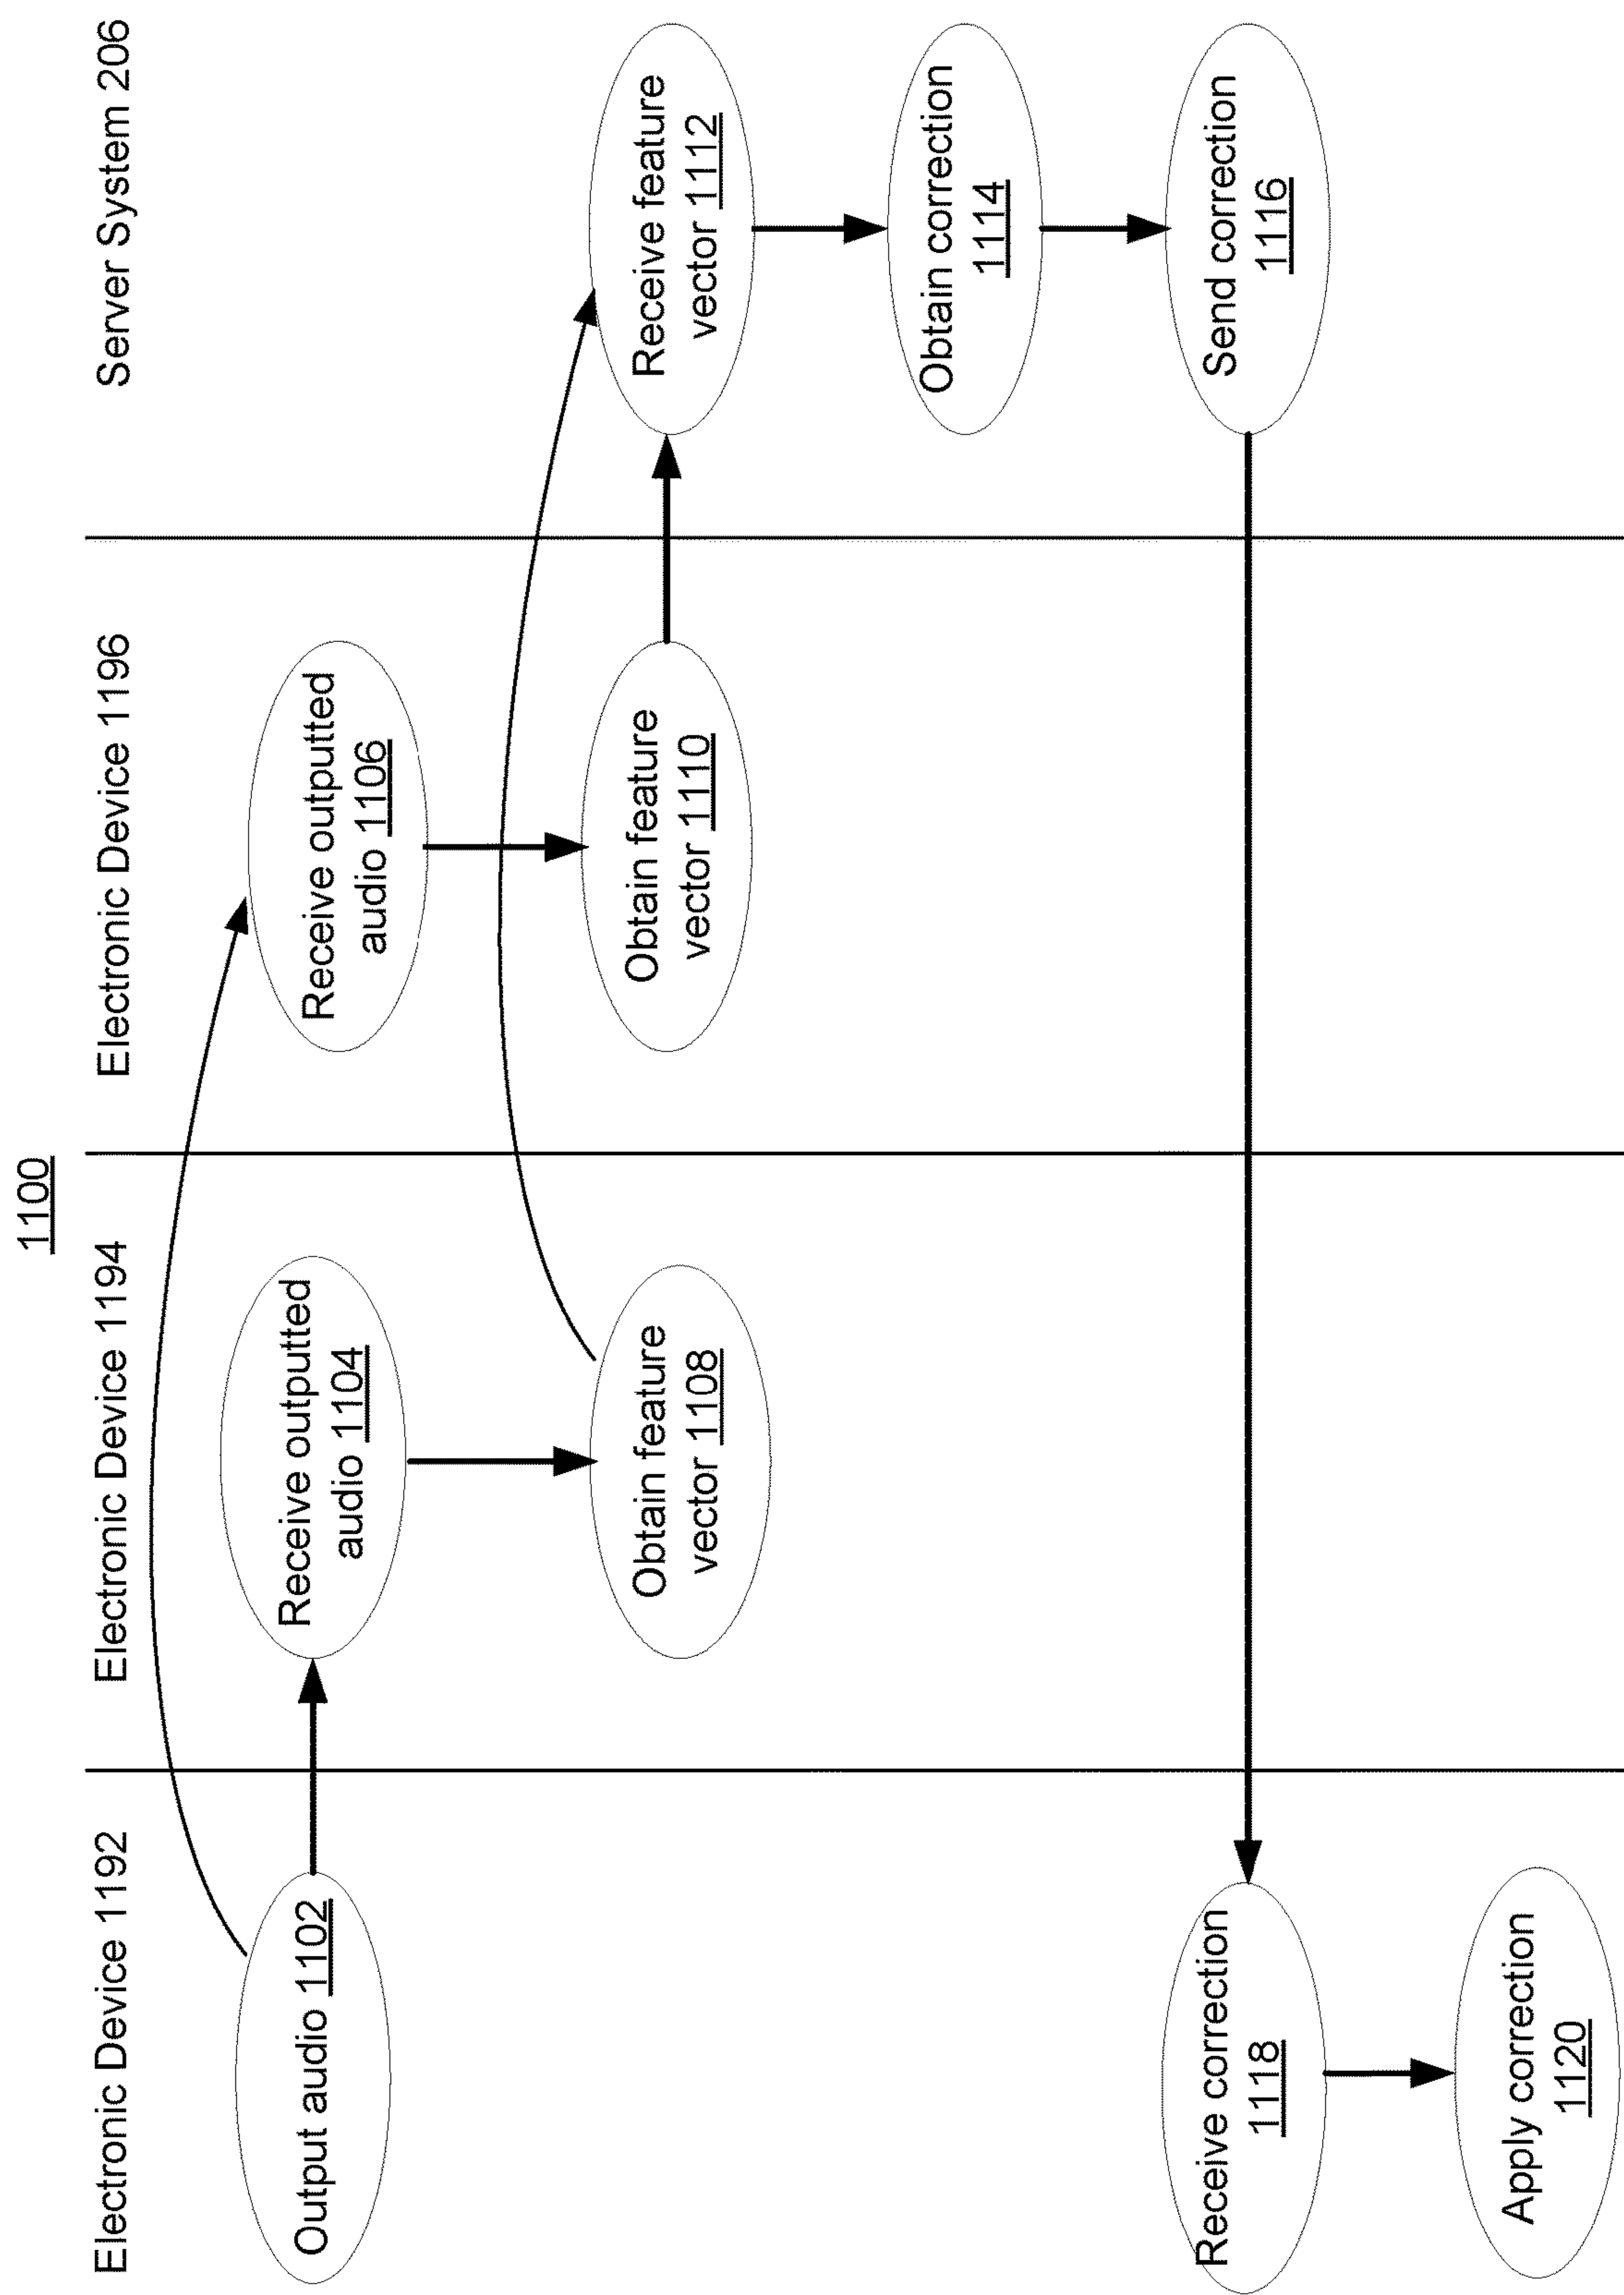 1100
Electronic Device 1192
Electronic Device 1194
Electronic Device 1196
Server System 206
Output audio 1102
Receive outputted
audio 1104
Receive outputted
audio 1106
Obtain feature
vector 1108
Obtain feature
vector 1110
Receive feature
vector 1112
Obtain correction
1114
Send correction
1116
Receive correction
1118
Apply correction
1120